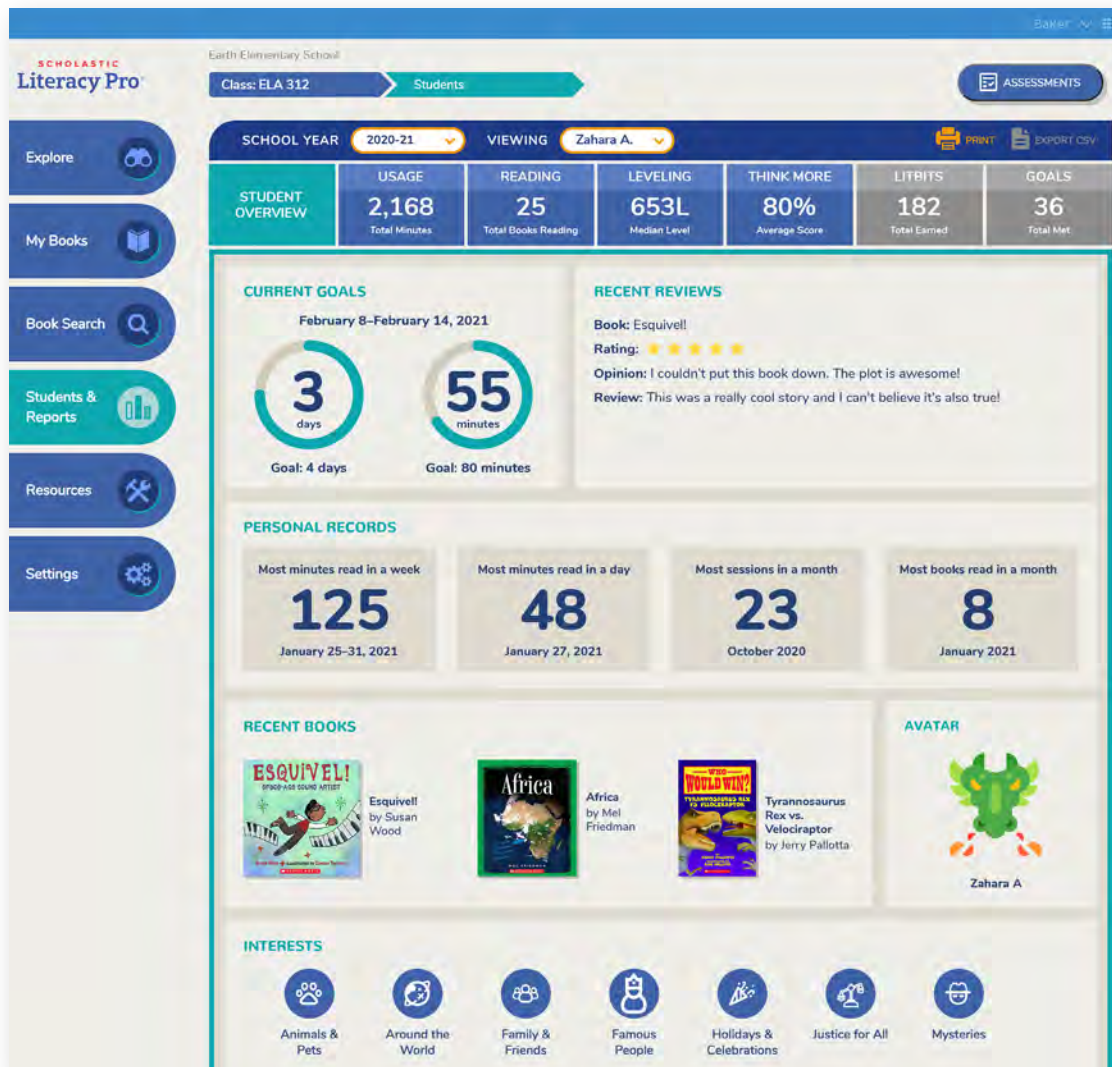 Baker
SCHOLASTIC
Literacy Pro
Earth Elementary School
Class: ELA 312
Students
ASSESSMENTS
Explore
My Books
Book Search
Students &
Reports
Resources
Settings
SCHOOL YEAR 2020-21 VIEWING Zahara A. PRINT EXPORT CSV
STUDENT
OVERVIEW
USAGE
2,168
Total Minutes
READING
25
Total Books Reading
LEVELING
653L
Median Level
THINK MORE
80%
Average Score
LITBITS
182
Total Earned
GOALS
36
Total Met
CURRENT GOALS
February 8–February 14, 2021
3
days
Goal: 4 days
55
minutes
Goal: 80 minutes
RECENT REVIEWS
Book: Esquivel!
Rating:
Opinion: I couldn't put this book down. The plot is awesome!
Review: This was a really cool story and I can't believe it's also true!
PERSONAL RECORDS
Most minutes read in a week
125
January 25–31, 2021
Most minutes read in a day
48
January 27, 2021
Most sessions in a month
23
October 2020
Most books read in a month
8
January 2021
RECENT BOOKS
ESQUIVEL!
SPACE-AGE SOUND ARTIST
Esquivel!
by Susan
Wood
Africa
MEL FRIEDMAN
Africa
by Mel
Friedman
WHO
WOULD WIN?
TYRANNOSAURUS REX
VS VELOCIRAPTOR
Tyrannosaurus
Rex vs.
Velociraptor
by Jerry Pallotta
AVATAR
Zahara A
INTERESTS
Animals &
Pets
Around the
World
Family &
Friends
Famous
People
Holidays &
Celebrations
Justice for All
Mysteries